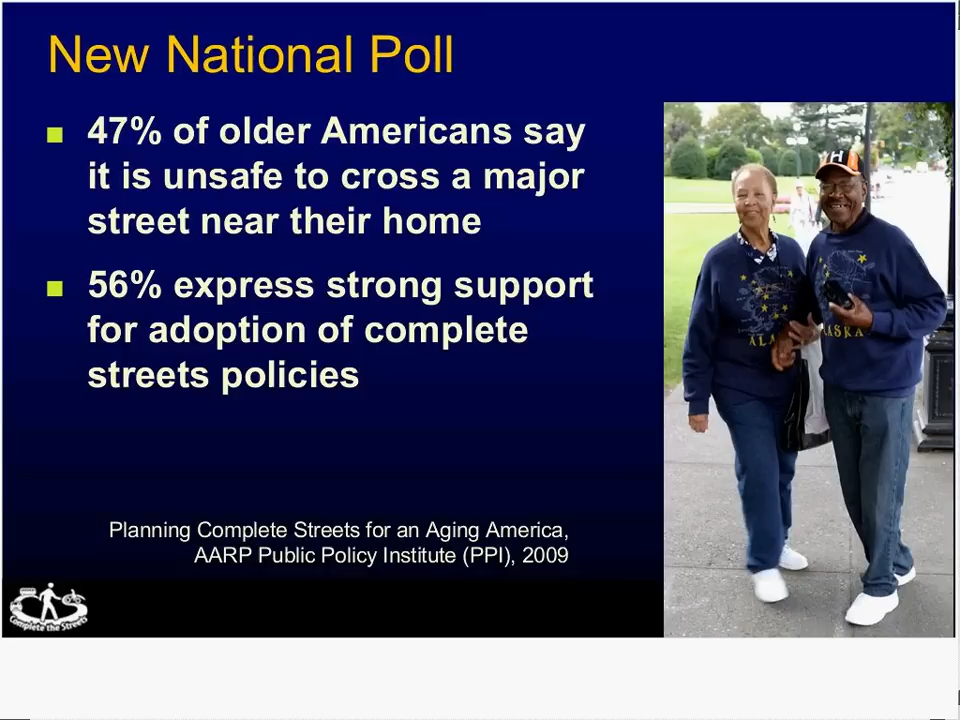 New National Poll
47% of older Americans say
it is unsafe to cross a major
street near their home
56% express strong support
for adoption of complete
streets policies
Planning Complete Streets for an Aging America,
AARP Public Policy Institute (PPI), 2009
Complete the Streets
ALA
ASKA